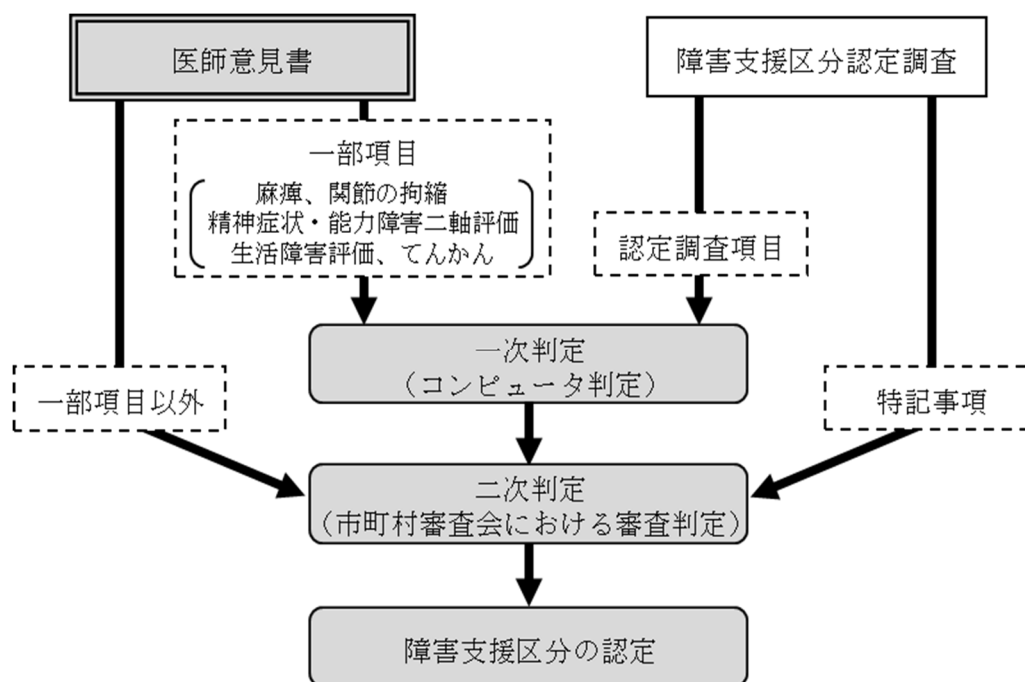 医師意見書
障害支援区分認定調査
一部項目
麻痺、関節の拘縮
精神症状・能力障害二軸評価
生活障害評価、てんかん
認定調査項目
一次判定
（コンピュータ判定）
一部項目以外
特記事項
二次判定
（市町村審査会における審査判定）
障害支援区分の認定